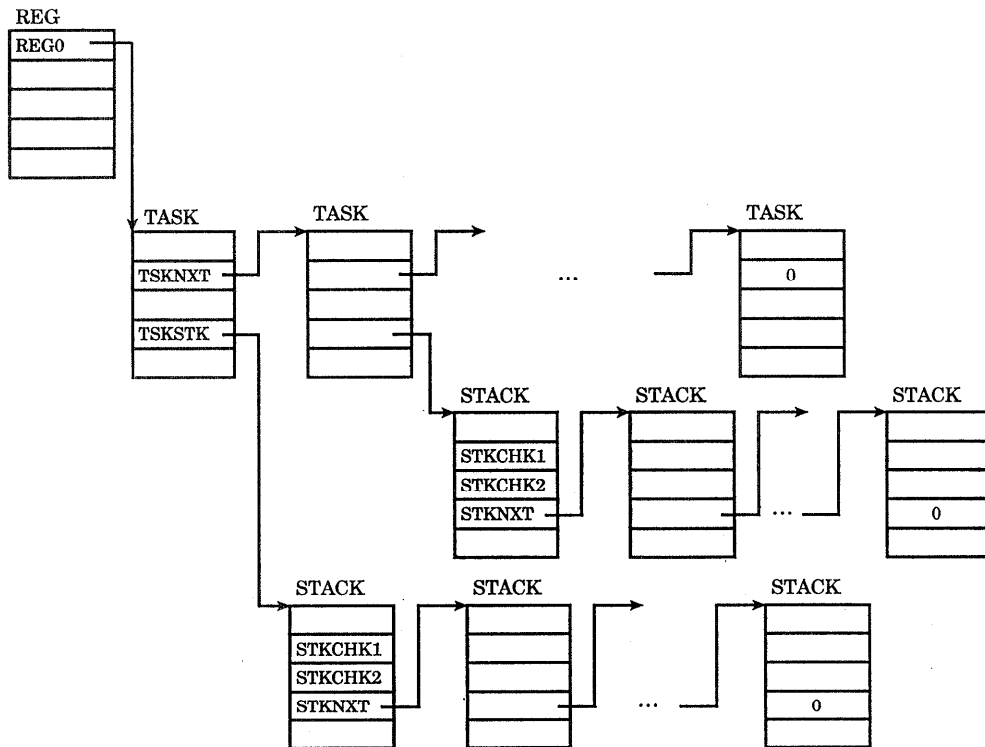 REG
REG0
TASK TASK TASK
TSKNXT ... 0
TSKSTK
STACK STACK STACK
STKCHK1
STKCHK2
STKNXT ... 0
STACK STACK STACK
STKCHK1
STKCHK2
STKNXT ... 0